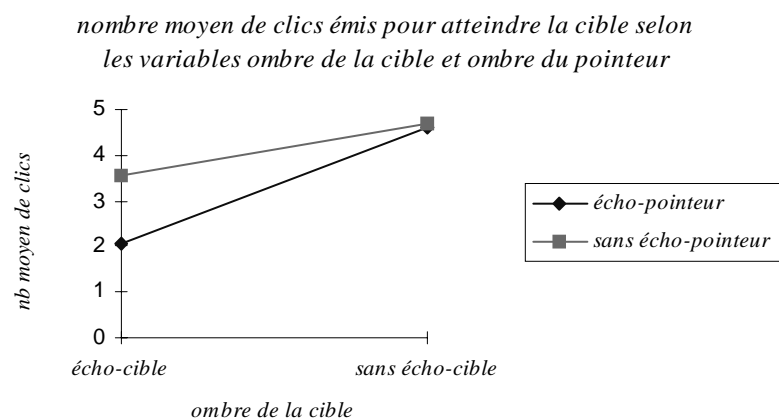 nombre moyen de clics émis pour atteindre la cible selon
les variables ombre de la cible et ombre du pointeur
nb moyen de clics
5
4
3
2
1
0
écho-cible
sans écho-cible
ombre de la cible
écho-pointeur
sans écho-pointeur